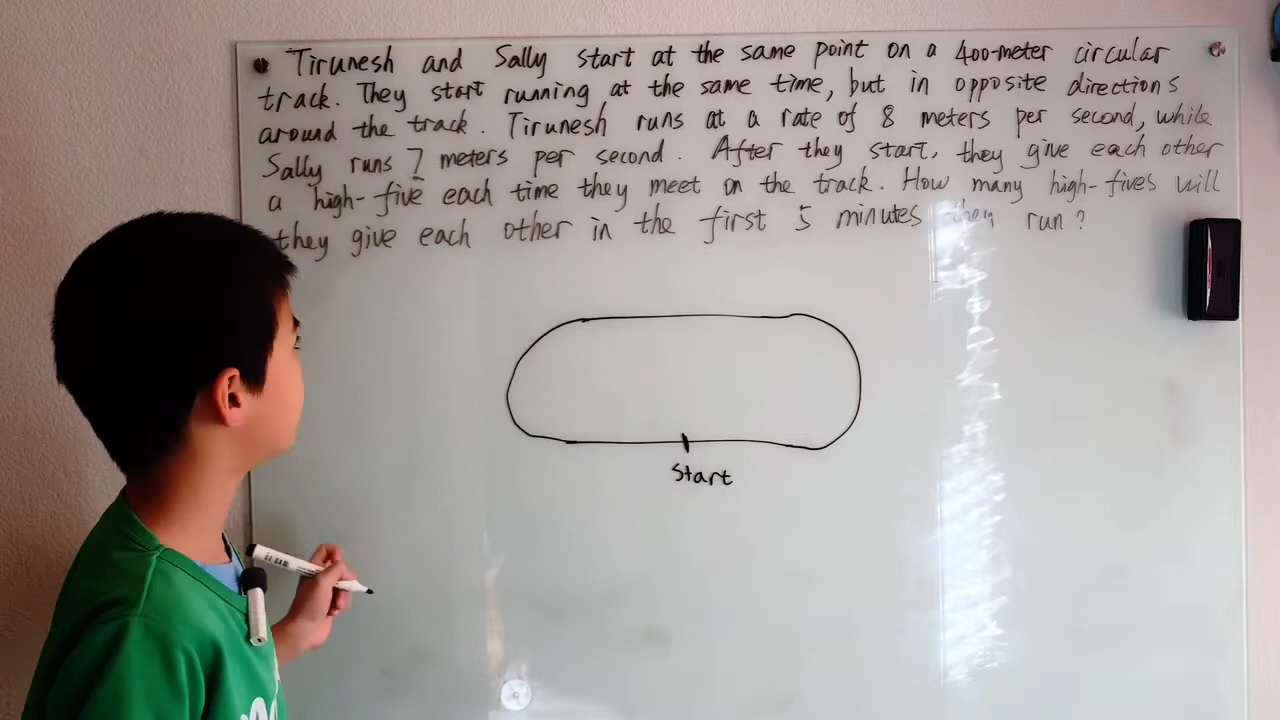 Tirunesh and Sally start at the same point on a 400-meter circular
track. They start running at the same time, but in opposite directions
around the track. Tirunesh runs at a rate of 8 meters per second, while
Sally runs 7 meters per second. After they start, they give each other
a high-five each time they meet on the track. How many high-fives will
they give each other in the first 5 minutes they run?
Start